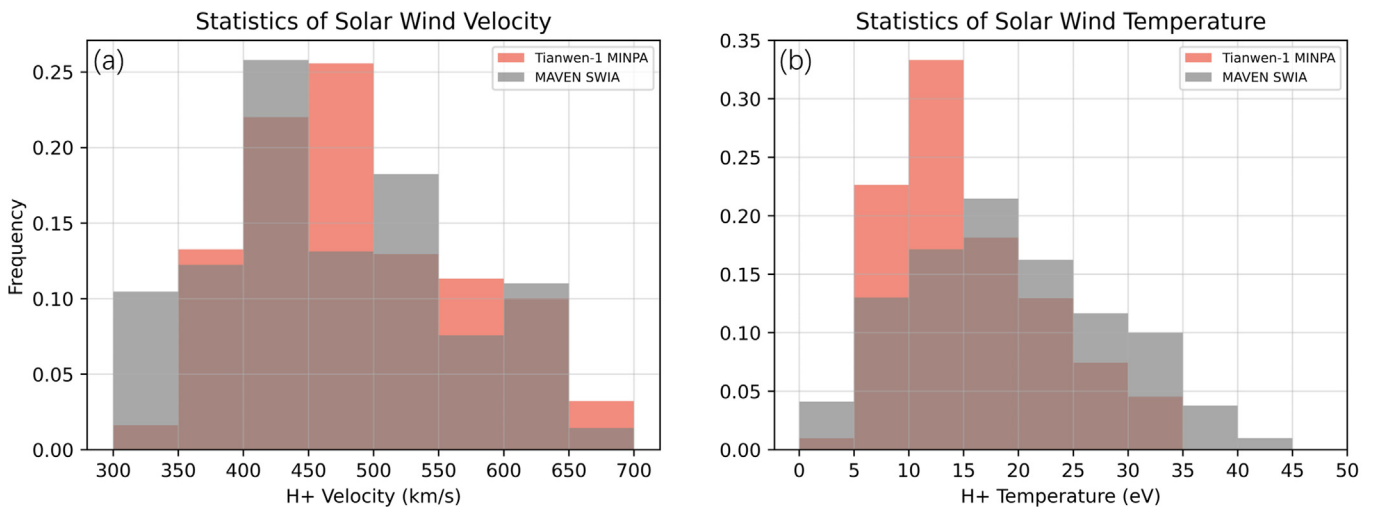 Statistics of Solar Wind Velocity
(a)
Tianwen-1 MINPA
MAVEN SWIA
Frequency
0.25
0.20
0.15
0.10
0.05
0.00
300 350 400 450 500 550 600 650 700
H+ Velocity (km/s)
Statistics of Solar Wind Temperature
(b)
Tianwen-1 MINPA
MAVEN SWIA
0.35
0.30
0.25
0.20
0.15
0.10
0.05
0.00
0 5 10 15 20 25 30 35 40 45 50
H+ Temperature (eV)